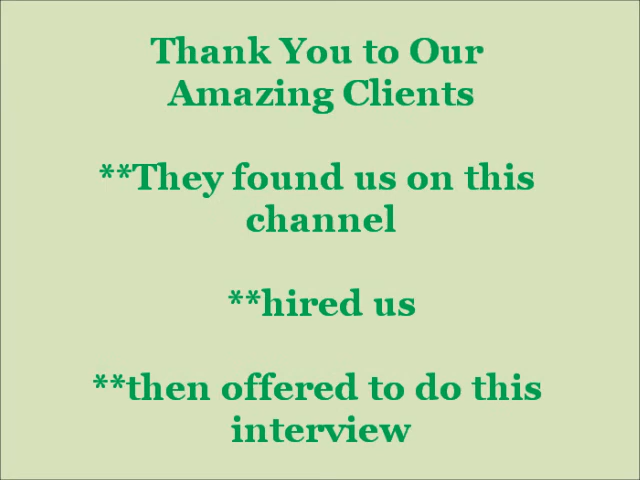 Thank You to Our
Amazing Clients
**They found us on this
channel
**hired us
**then offered to do this
interview